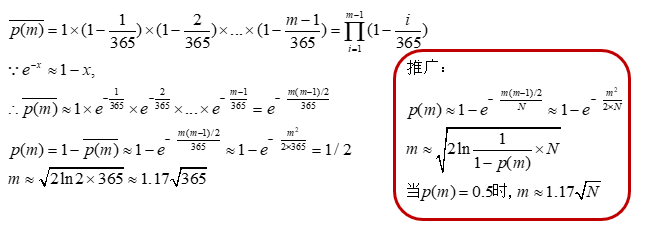 $\overline{p(m)} = 1\times(1-\frac{1}{365})\times(1-\frac{2}{365})\times...\times(1-\frac{m-1}{365})=\prod_{i=1}^{m-1}(1-\frac{i}{365})$
$\because e^{-x}\approx 1-x,$
$\therefore \overline{p(m)}\approx 1\times e^{-\frac{1}{365}}\times e^{-\frac{2}{365}}\times...\times e^{-\frac{m-1}{365}}=e^{-\frac{m(m-1)/2}{365}}$
$p(m)=1-\overline{p(m)}\approx 1-e^{-\frac{m(m-1)/2}{365}}\approx 1-e^{-\frac{m^2}{2\times 365}}=1/2$
$m\approx\sqrt{2\ln 2\times 365}\approx 1.17\sqrt{365}$
推广：
$p(m)\approx 1-e^{-\frac{m(m-1)/2}{N}}\approx 1-e^{-\frac{m^2}{2\times N}}$
$m\approx\sqrt{2\ln\frac{1}{1-p(m)}\times N}$
当$p(m)=0.5$时, $m\approx 1.17\sqrt{N}$